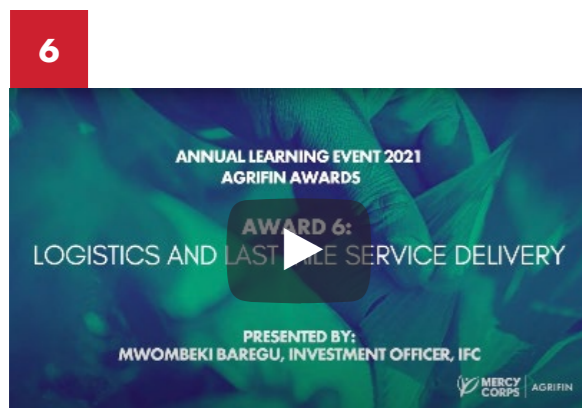 6
ANNUAL LEARNING EVENT 2021
AGRIFIN AWARDS
AWARD 6:
LOGISTICS AND LAST MILE SERVICE DELIVERY
PRESENTED BY:
MWOMBEKI BAREGU, INVESTMENT OFFICER, IFC
MERCY CORPS | AGRIFIN